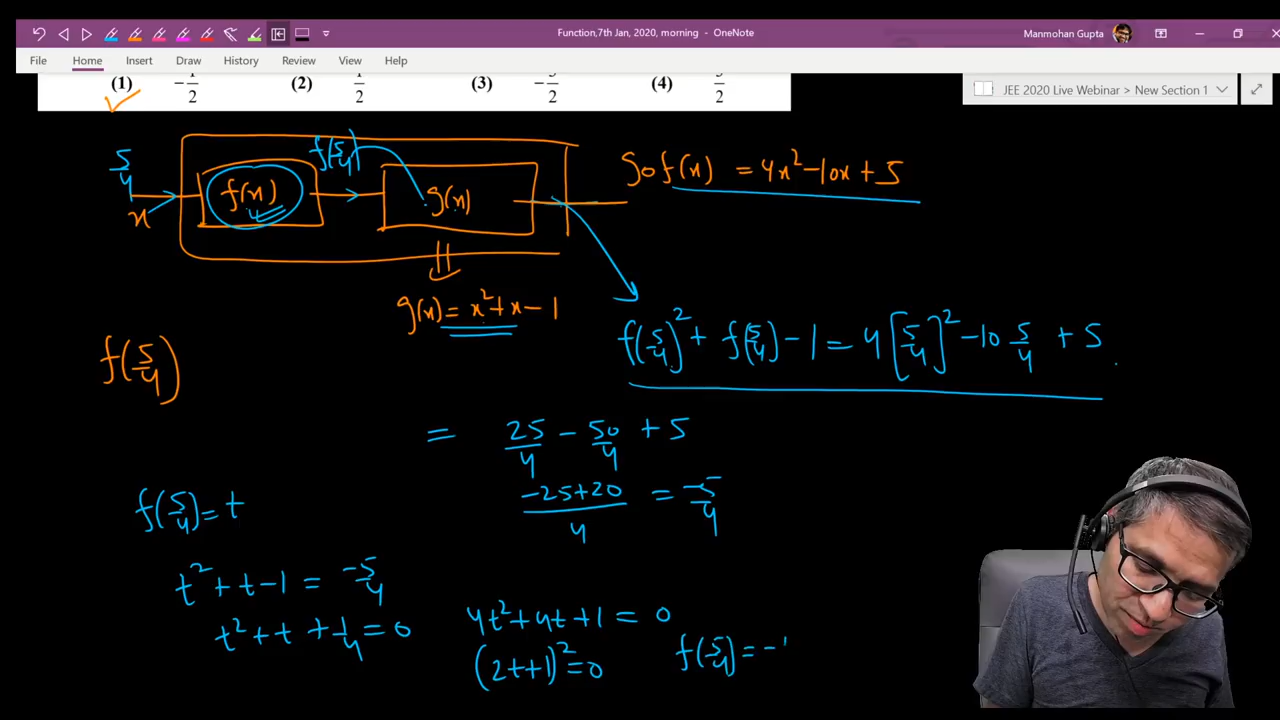 Function,7th Jan, 2020, morning - OneNote
Manmohan Gupta
File Home Insert Draw History Review View Help
JEE 2020 Live Webinar > New Section 1
(1) -1/2 (2) 1/2 (3) - /2 (4) /2
5/4 f(5/4)
x f(x) g(x) gof(x) = 4x²-10x+5
g(x) = x²+x-1
f(5/4)
f(5/4)² + f(5/4) - 1 = 4[5/4]² - 10 5/4 + 5
= 25/4 - 50/4 + 5
-25+20/4 = -5/4
f(5/4) = t
t²+t-1 = -5/4
t²+t+1/4=0
4t²+4t+1 = 0
(2t+1)²=0
f(5/4) = -